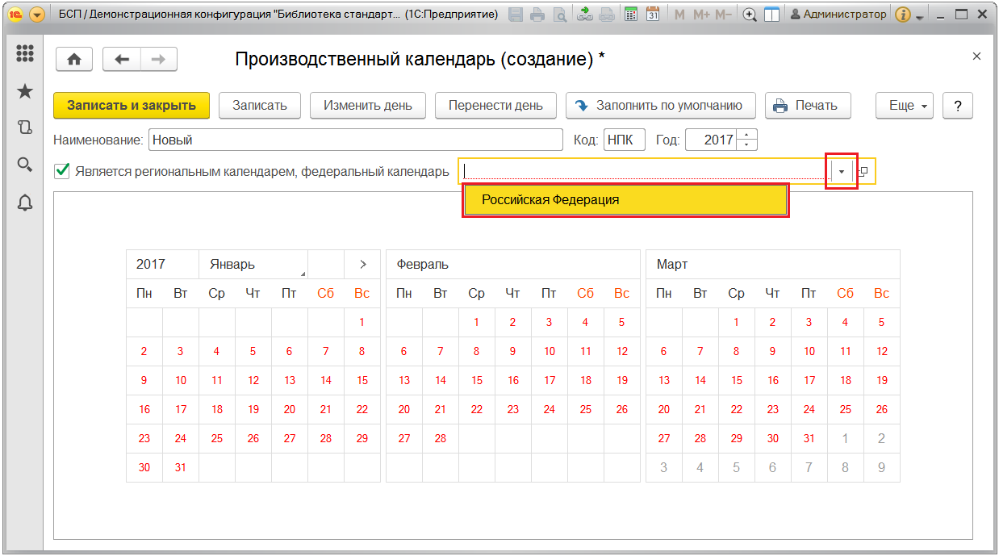 БСП / Демонстрационная конфигурация "Библиотека стандарт... (1С:Предприятие) 31 M M+ M- Администратор
Производственный календарь (создание) *
Записать и закрыть Записать Изменить день Перенести день Заполнить по умолчанию Печать Еще ?
Наименование: Новый Код: НПК Год: 2017
Является региональным календарем, федеральный календарь
Российская Федерация
2017 Январь > Февраль Март
Пн Вт Ср Чт Пт Сб Вс Пн Вт Ср Чт Пт Сб Вс Пн Вт Ср Чт Пт Сб Вс
1 1 2 3 4 5 1 2 3 4 5
2 3 4 5 6 7 8 6 7 8 9 10 11 12 6 7 8 9 10 11 12
9 10 11 12 13 14 15 13 14 15 16 17 18 19 13 14 15 16 17 18 19
16 17 18 19 20 21 22 20 21 22 23 24 25 26 20 21 22 23 24 25 26
23 24 25 26 27 28 29 27 28 27 28 29 30 31 1 2
30 31 3 4 5 6 7 8 9